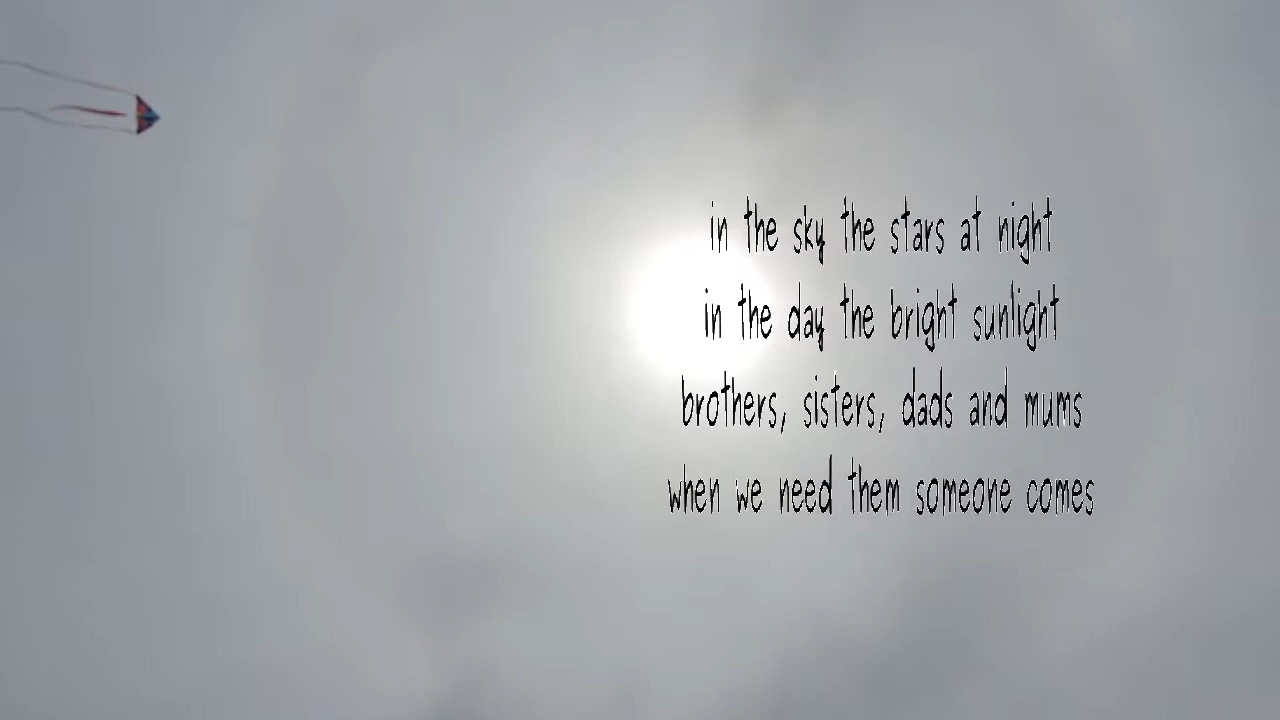 in the sky the stars at night
in the day the bright sunlight
brothers, sisters, dads and mums
when we need them someone comes